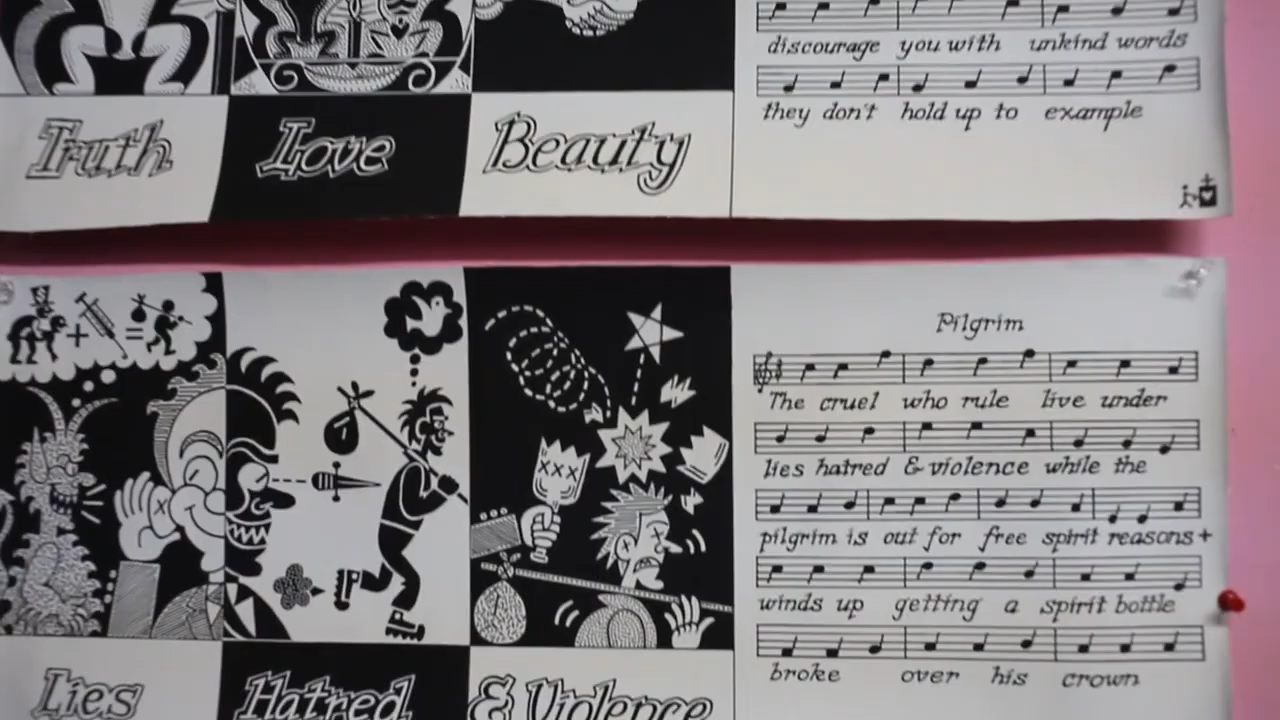 discourage you with unkind words
they don't hold up to example
Truth Love Beauty
Pilgrim
The cruel who rule live under
lies hatred & violence while the
pilgrim is out for free spirit reasons +
winds up getting a spirit bottle
broke over his crown
+ =
XXX
Lies Hatred & Violence